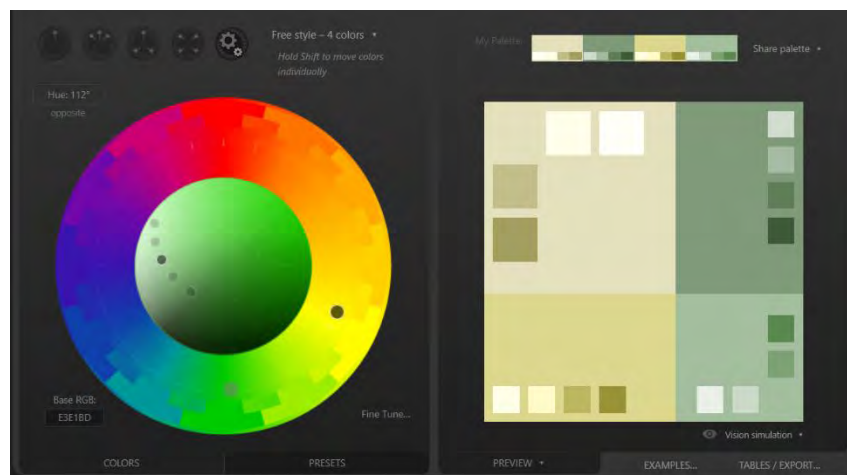 Free style – 4 colors ▾
Hold Shift to move colors
individually
Hue: 112°
opposite
Base RGB:
E3E1BD
Fine Tune...
COLORS
PRESETS
My Palette:
Share palette ▾
Vision simulation ▾
PREVIEW ▾
EXAMPLES...
TABLES / EXPORT...